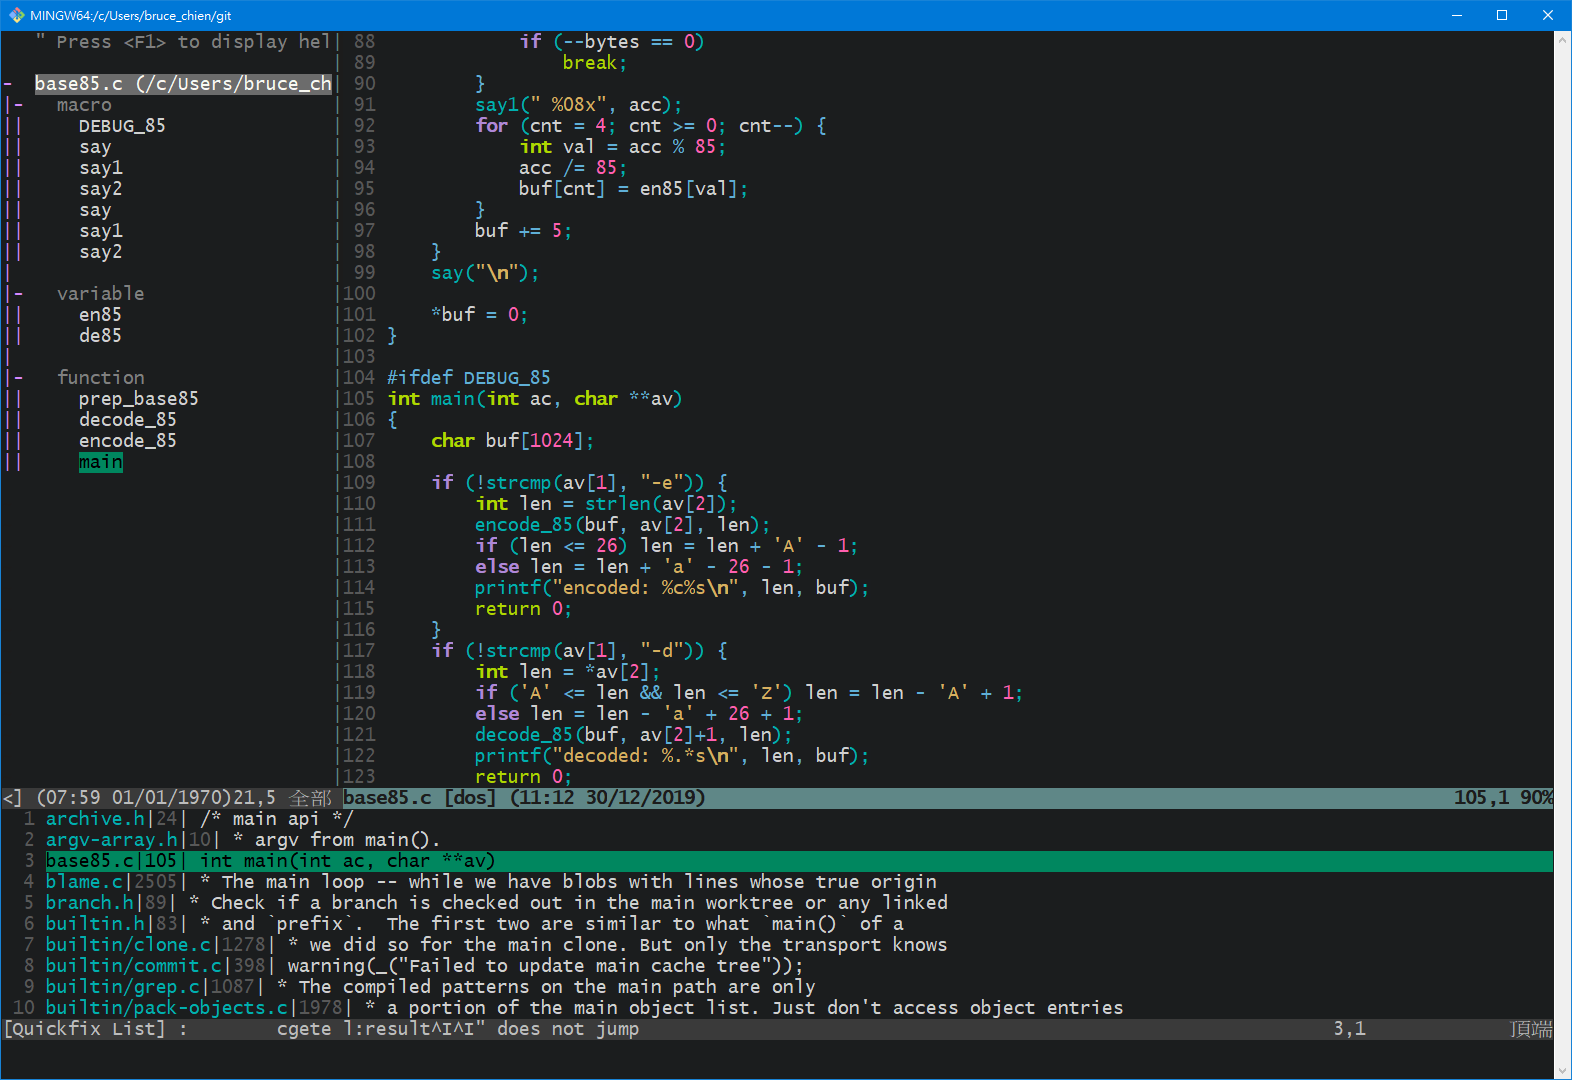 MINGW64:/c/Users/bruce_chien/git
" Press <F1> to display hel
-  base85.c (/c/Users/bruce_ch
|-   macro
||     DEBUG_85
||     say
||     say1
||     say2
||     say
||     say1
||     say2
|
|-   variable
||     en85
||     de85
|
|-   function
||     prep_base85
||     decode_85
||     encode_85
||     main
<] (07:59 01/01/1970)21,5 全部
88             if (--bytes == 0)
89                 break;
90         }
91         say1(" %08x", acc);
92         for (cnt = 4; cnt >= 0; cnt--) {
93             int val = acc % 85;
94             acc /= 85;
95             buf[cnt] = en85[val];
96         }
97         buf += 5;
98     }
99     say("\n");
100
101     *buf = 0;
102 }
103
104 #ifdef DEBUG_85
105 int main(int ac, char **av)
106 {
107     char buf[1024];
108
109     if (!strcmp(av[1], "-e")) {
110         int len = strlen(av[2]);
111         encode_85(buf, av[2], len);
112         if (len <= 26) len = len + 'A' - 1;
113         else len = len + 'a' - 26 - 1;
114         printf("encoded: %c%s\n", len, buf);
115         return 0;
116     }
117     if (!strcmp(av[1], "-d")) {
118         int len = *av[2];
119         if ('A' <= len && len <= 'Z') len = len - 'A' + 1;
120         else len = len - 'a' + 26 + 1;
121         decode_85(buf, av[2]+1, len);
122         printf("decoded: %.*s\n", len, buf);
123         return 0;
base85.c [dos] (11:12 30/12/2019) 105,1 90%
1 archive.h|24| /* main api */
2 argv-array.h|10| * argv from main().
3 base85.c|105| int main(int ac, char **av)
4 blame.c|2505| * The main loop -- while we have blobs with lines whose true origin
5 branch.h|89| * Check if a branch is checked out in the main worktree or any linked
6 builtin.h|83| * and `prefix`.  The first two are similar to what `main()` of a
7 builtin/clone.c|1278| * we did so for the main clone. But only the transport knows
8 builtin/commit.c|398| warning(_("Failed to update main cache tree"));
9 builtin/grep.c|1087| * The compiled patterns on the main path are only
10 builtin/pack-objects.c|1978| * a portion of the main object list. Just don't access object entries
[Quickfix List] :        cgete l:result^I^I" does not jump 3,1 頂端